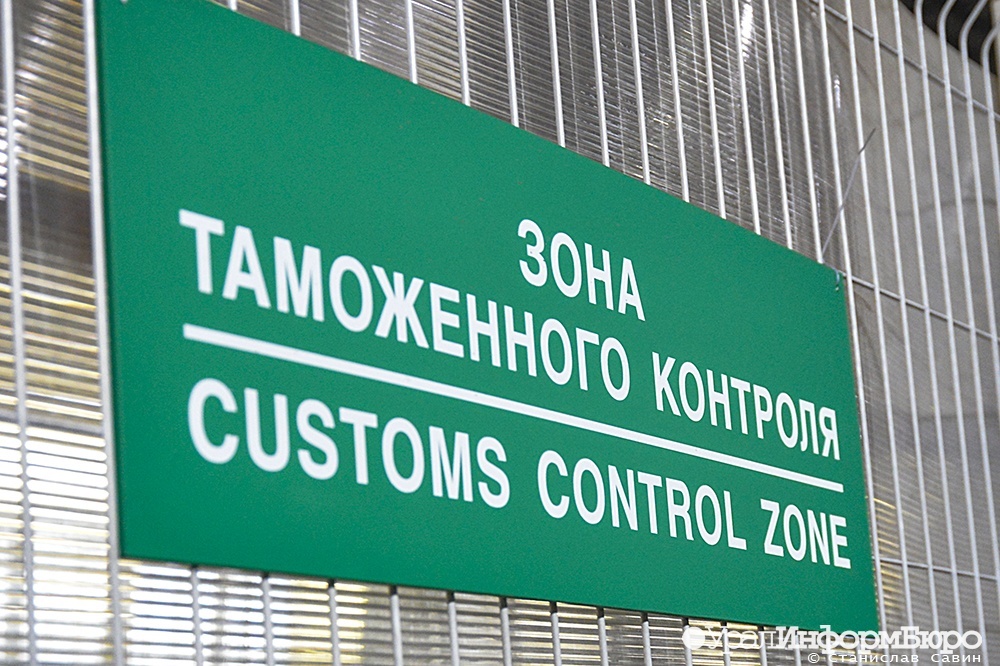 ЗОНА
ТАМОЖЕННОГО КОНТРОЛЯ
CUSTOMS CONTROL ZONE
УралИнформБюро
© Станислав Савин